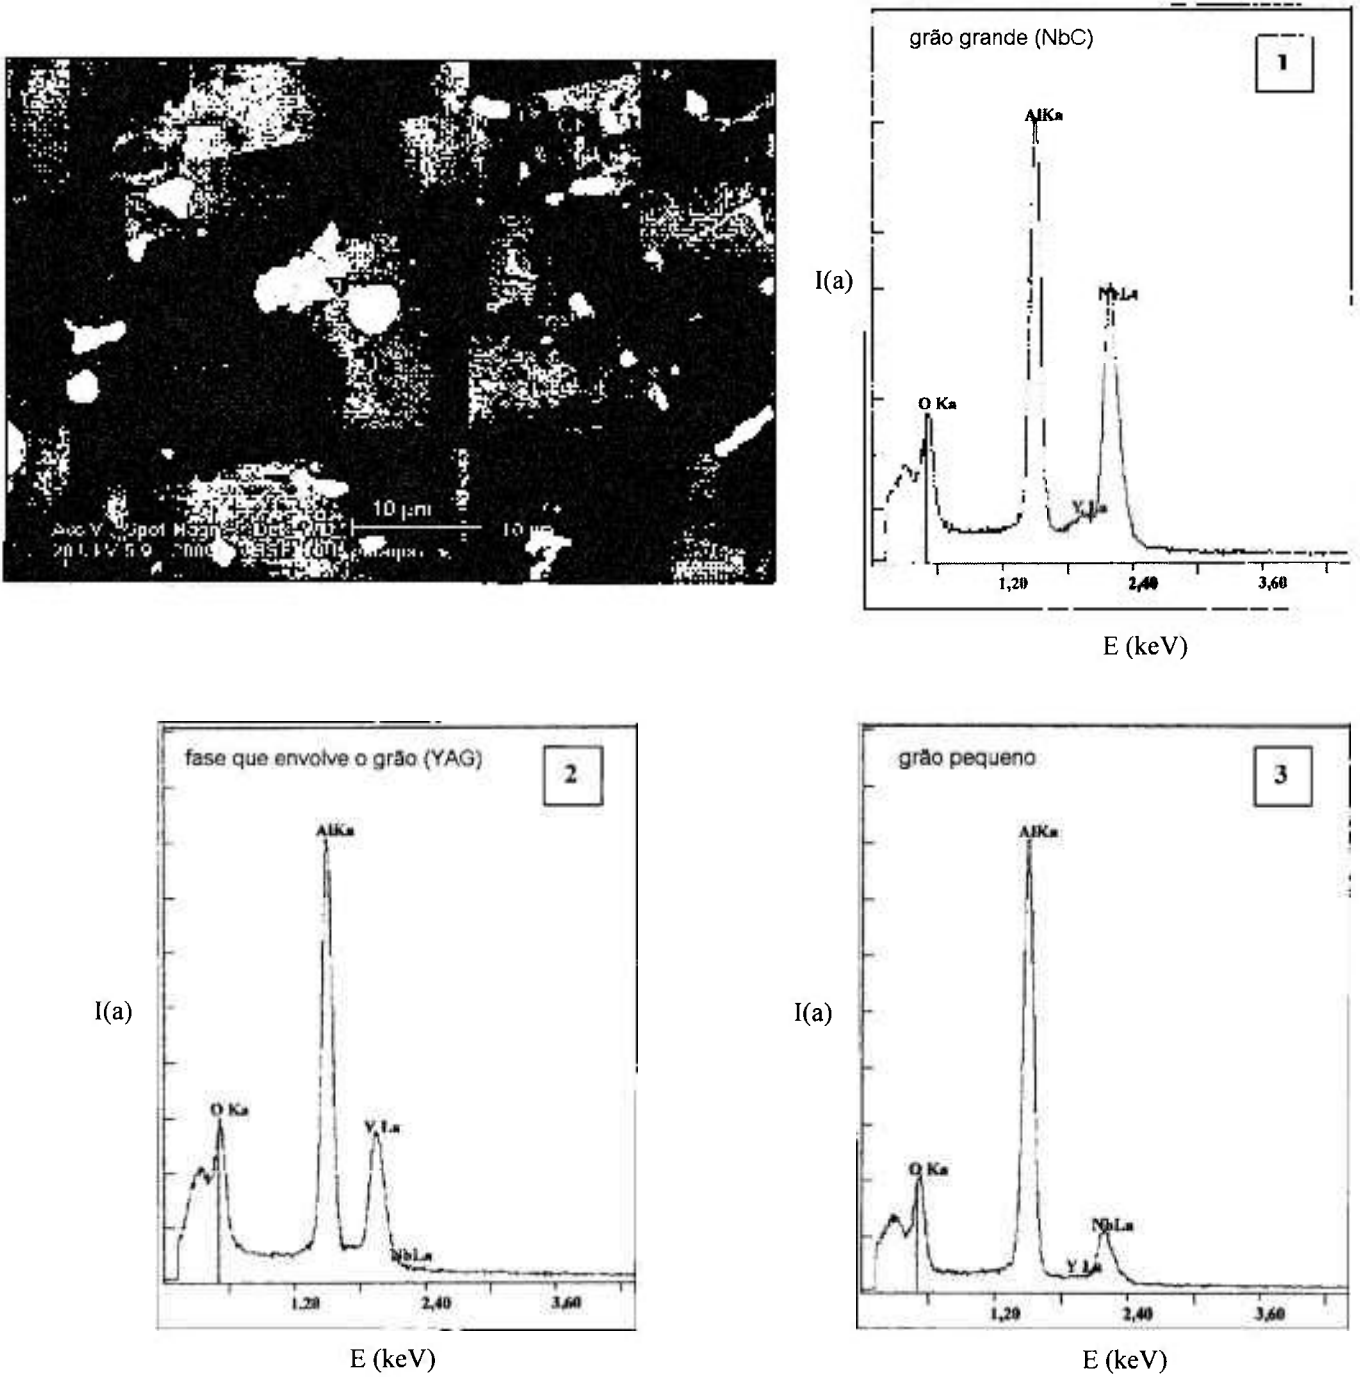 10 µm
10 µm
grão grande (NbC)
1
AlKa
NbLa
I(a)
O Ka
Y La
1,20 2,40 3,60
E (keV)
fase que envolve o grão (YAG)
2
AlKa
I(a)
O Ka
Y La
NbLa
1,20 2,40 3,60
E (keV)
grão pequeno
3
AlKa
I(a)
O Ka
NbLa
Y La
1,20 2,40 3,60
E (keV)